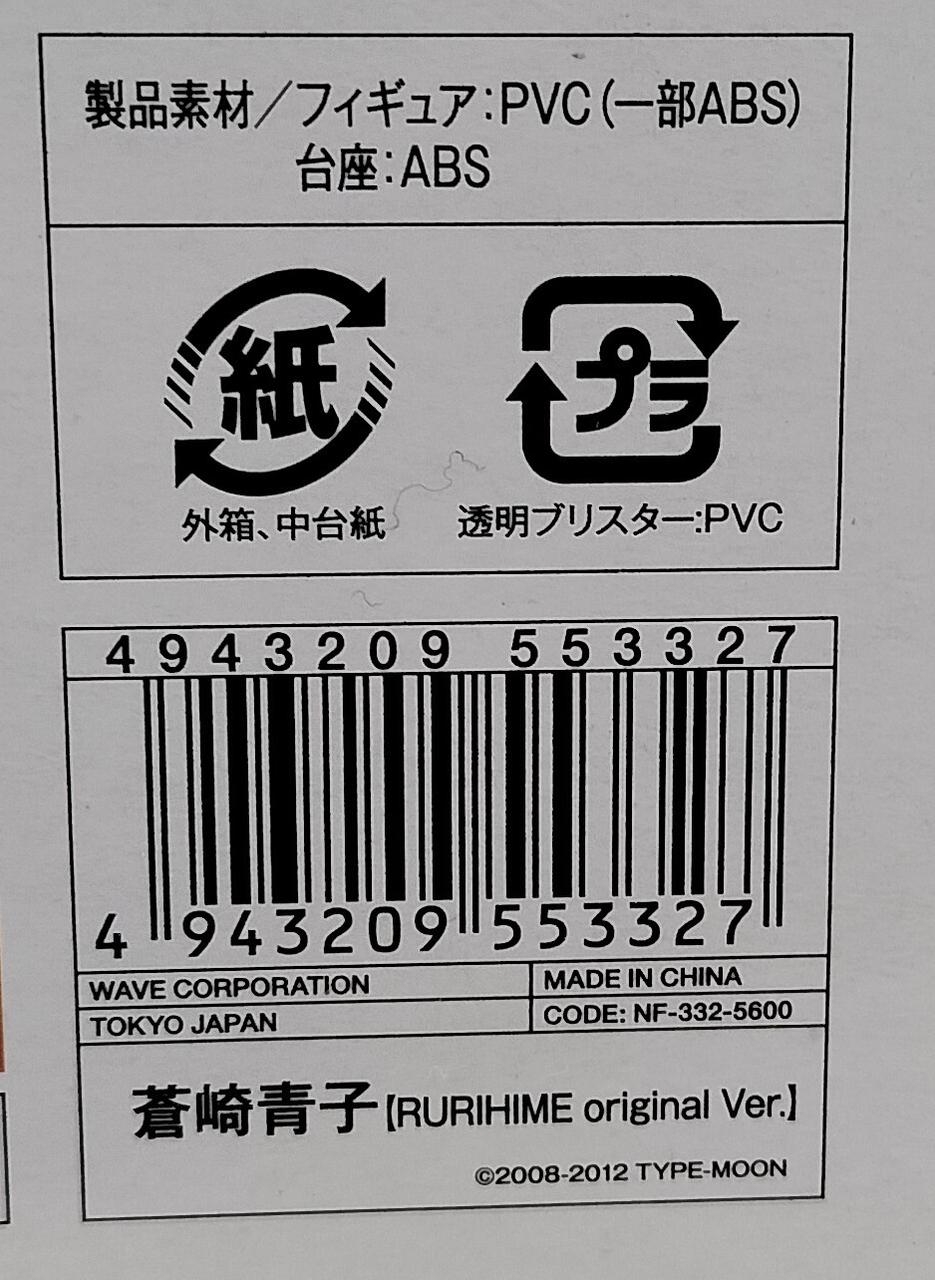 製品素材／フィギュア:PVC(一部ABS)
台座:ABS
紙
プラ
外箱、中台紙
透明ブリスター:PVC
4943209 553327
4 943209 553327
WAVE CORPORATION
MADE IN CHINA
TOKYO JAPAN
CODE: NF-332-5600
蒼崎青子【RURIHIME original Ver.】
©2008-2012 TYPE-MOON